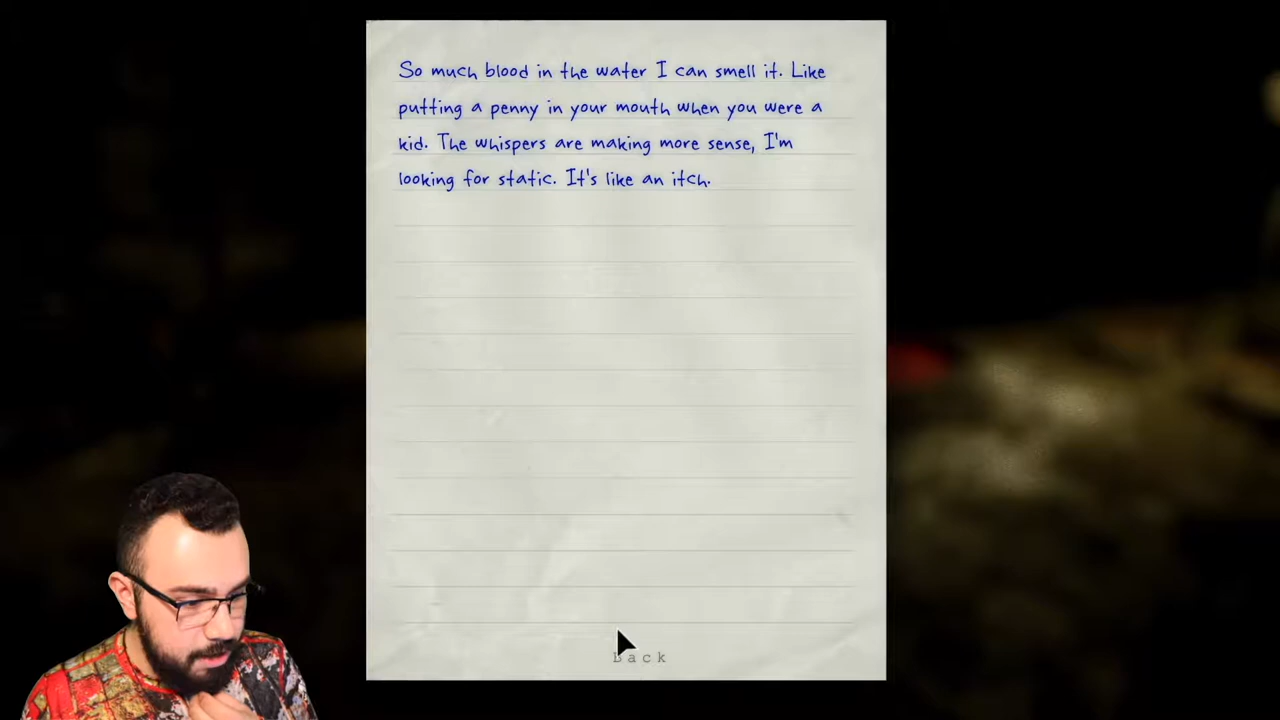 So much blood in the water I can smell it. Like
putting a penny in your mouth when you were a
kid. The whispers are making more sense, I'm
looking for static. It's like an itch.
Back